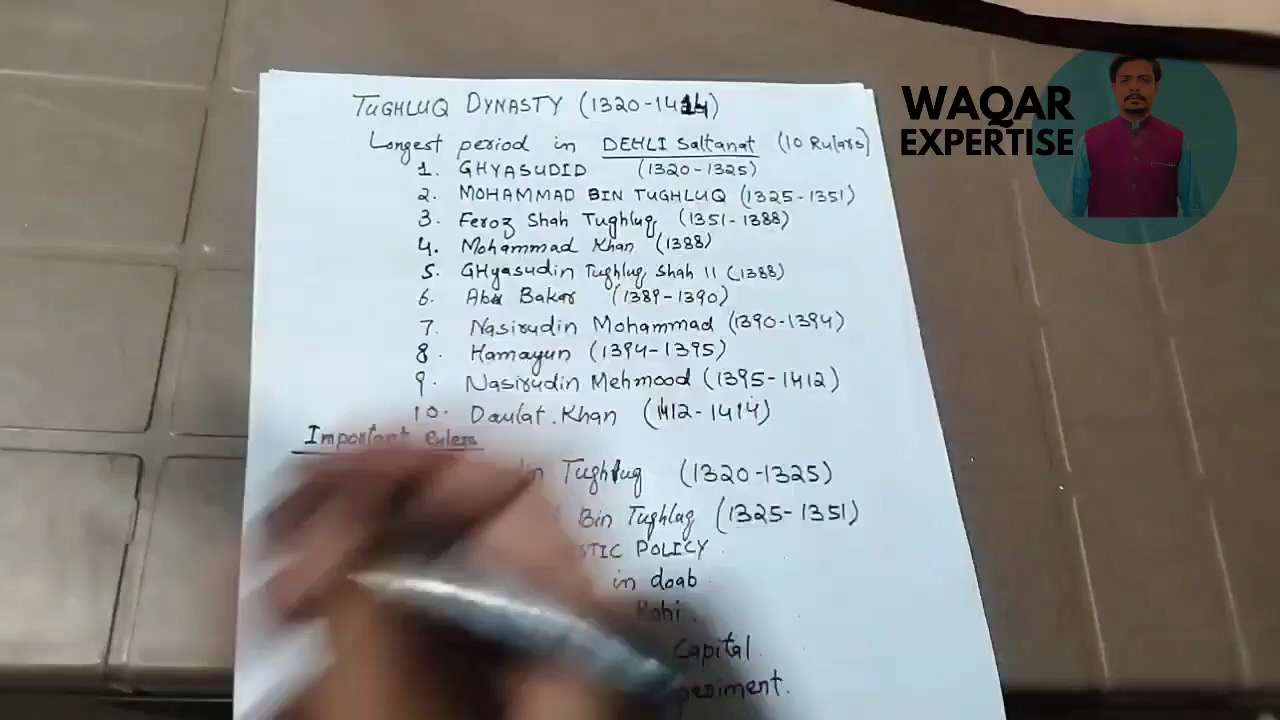 TUGHLUQ DYNASTY (1320-1414)
Longest period in DEHLI Saltanat (10 Rulars)
1. GHYASUDID (1320-1325)
2. MOHAMMAD BIN TUGHLUQ (1325-1351)
3. Feroz Shah Tughluq (1351-1388)
4. Mohammad Khan (1388)
5. GHyasudin Tughluq Shah II (1388)
6. Abu Bakar (1389-1390)
7. Nasirudin Mohammad (1390-1394)
8. Hamayun (1394-1395)
9. Nasirudin Mehmood (1395-1412)
10. Daulat.Khan (1412-1414)
Important rulers
Tughlug (1320-1325)
Bin Tughlag (1325-1351)
POLICY
in doab
Capital.
WAQAR
EXPERTISE